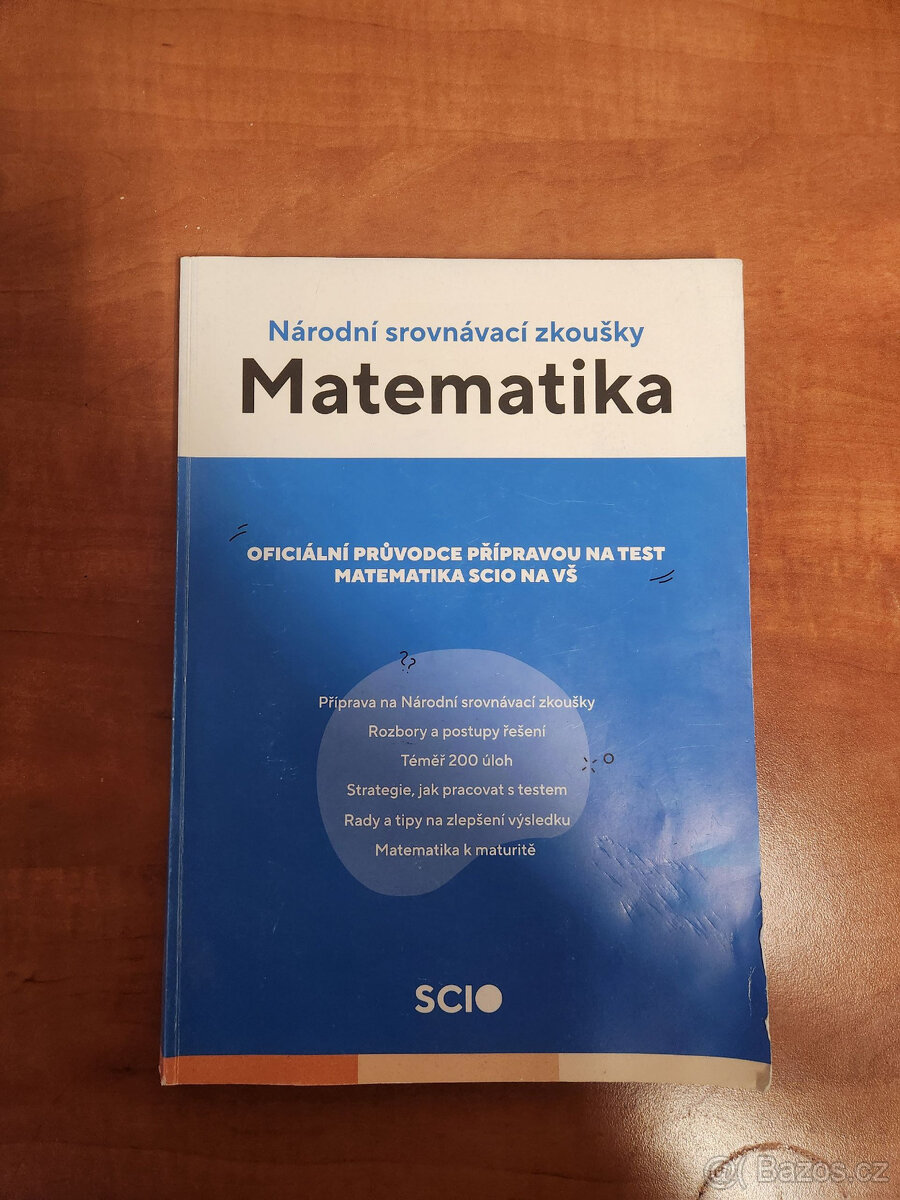 Národní srovnávací zkoušky
Matematika
OFICIÁLNÍ PRŮVODCE PŘÍPRAVOU NA TEST
MATEMATIKA SCIO NA VŠ
??
Příprava na Národní srovnávací zkoušky
Rozbory a postupy řešení
Téměř 200 úloh
Strategie, jak pracovat s testem
Rady a tipy na zlepšení výsledku
Matematika k maturitě
SCIO
@ Bazos.cz